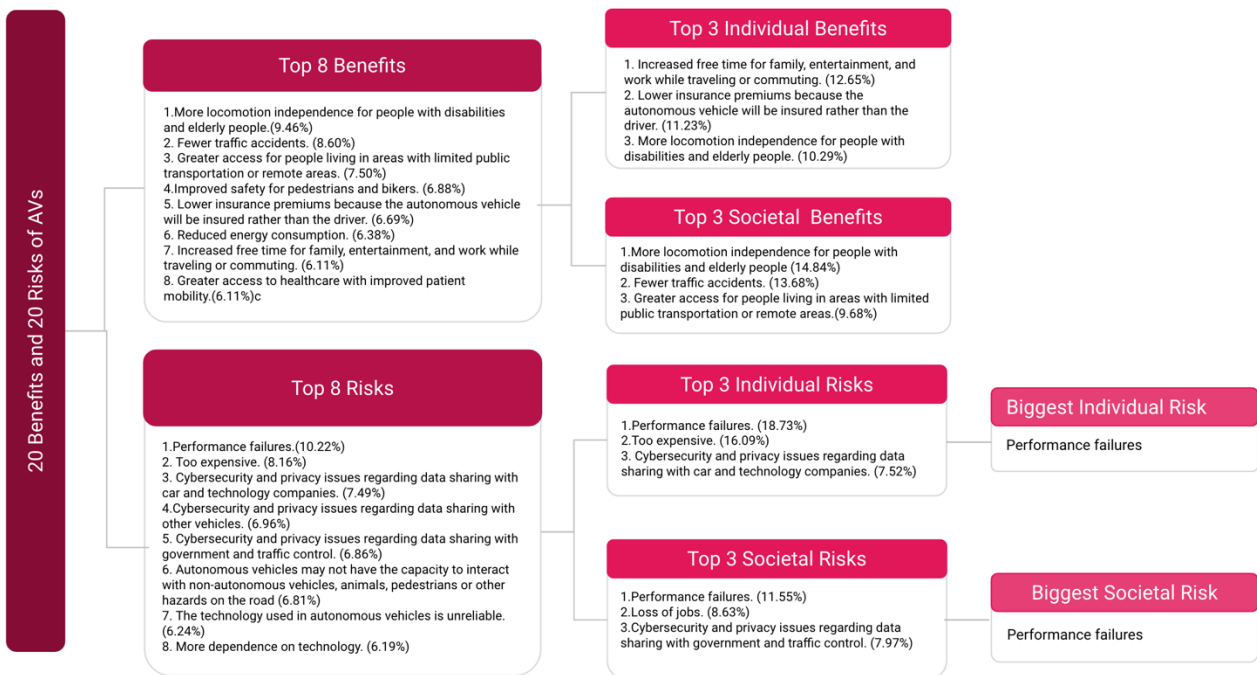 20 Benefits and 20 Risks of AVs
Top 8 Benefits
1.More locomotion independence for people with disabilities
and elderly people.(9.46%)
2. Fewer traffic accidents. (8.60%)
3. Greater access for people living in areas with limited public
transportation or remote areas. (7.50%)
4.Improved safety for pedestrians and bikers. (6.88%)
5. Lower insurance premiums because the autonomous vehicle
will be insured rather than the driver. (6.69%)
6. Reduced energy consumption. (6.38%)
7. Increased free time for family, entertainment, and work while
traveling or commuting. (6.11%)
8. Greater access to healthcare with improved patient
mobility.(6.11%)c
Top 3 Individual Benefits
1. Increased free time for family, entertainment, and
work while traveling or commuting. (12.65%)
2. Lower insurance premiums because the
autonomous vehicle will be insured rather than the
driver. (11.23%)
3. More locomotion independence for people with
disabilities and elderly people. (10.29%)
Top 3 Societal Benefits
1.More locomotion independence for people with
disabilities and elderly people (14.84%)
2. Fewer traffic accidents. (13.68%)
3. Greater access for people living in areas with limited
public transportation or remote areas.(9.68%)
Top 8 Risks
1.Performance failures.(10.22%)
2. Too expensive. (8.16%)
3. Cybersecurity and privacy issues regarding data sharing with
car and technology companies. (7.49%)
4.Cybersecurity and privacy issues regarding data sharing with
other vehicles. (6.96%)
5. Cybersecurity and privacy issues regarding data sharing with
government and traffic control. (6.86%)
6. Autonomous vehicles may not have the capacity to interact
with non-autonomous vehicles, animals, pedestrians or other
hazards on the road (6.81%)
7. The technology used in autonomous vehicles is unreliable.
(6.24%)
8. More dependence on technology. (6.19%)
Top 3 Individual Risks
1.Performance failures. (18.73%)
2.Too expensive. (16.09%)
3. Cybersecurity and privacy issues regarding data
sharing with car and technology companies. (7.52%)
Biggest Individual Risk
Performance failures
Top 3 Societal Risks
1.Performance failures. (11.55%)
2.Loss of jobs. (8.63%)
3.Cybersecurity and privacy issues regarding data
sharing with government and traffic control. (7.97%)
Biggest Societal Risk
Performance failures